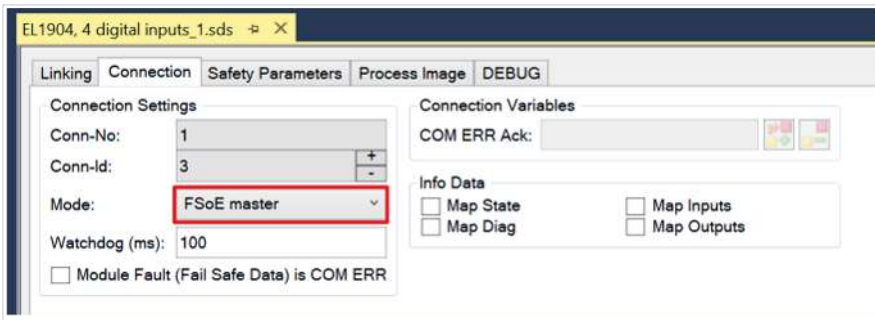 EL1904, 4 digital inputs_1.sds
Linking Connection Safety Parameters Process Image DEBUG
Connection Settings
Conn-No: 1
Conn-Id: 3 + -
Mode: FSoE master
Watchdog (ms): 100
Module Fault (Fail Safe Data) is COM ERR
Connection Variables
COM ERR Ack:
Info Data
Map State Map Inputs
Map Diag Map Outputs